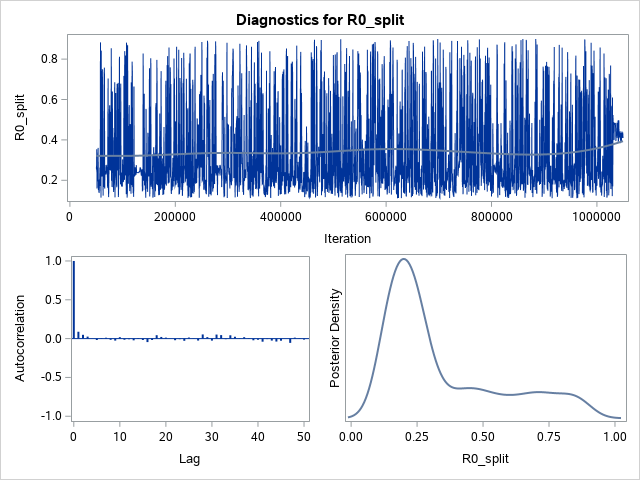 Diagnostics for R0_split
R0_split
0.8
0.6
0.4
0.2
0 200000 400000 600000 800000 1000000
Iteration
Autocorrelation
1.0
0.5
0.0
-0.5
-1.0
0 10 20 30 40 50
Lag
Posterior Density
0.00 0.25 0.50 0.75 1.00
R0_split